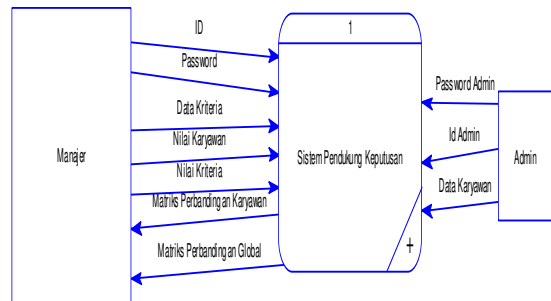 ID
1
Password
Password Admin
Data Kriteria
Id Admin
Nilai Karyawan
Manajer
Sistem Pendukung Keputusan
Admin
Nilai Kriteria
Data Karyawan
Matriks Perbandingan Karyawan
+
Matriks Perbandingan Global